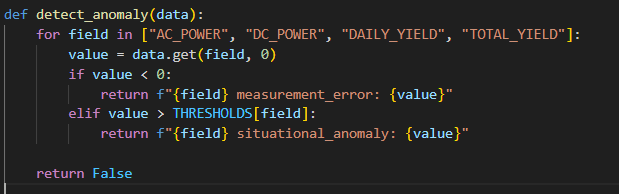 def detect_anomaly(data):
    for field in ["AC_POWER", "DC_POWER", "DAILY_YIELD", "TOTAL_YIELD"]:
        value = data.get(field, 0)
        if value < 0:
            return f"{field} measurement_error: {value}"
        elif value > THRESHOLDS[field]:
            return f"{field} situational_anomaly: {value}"
    return False